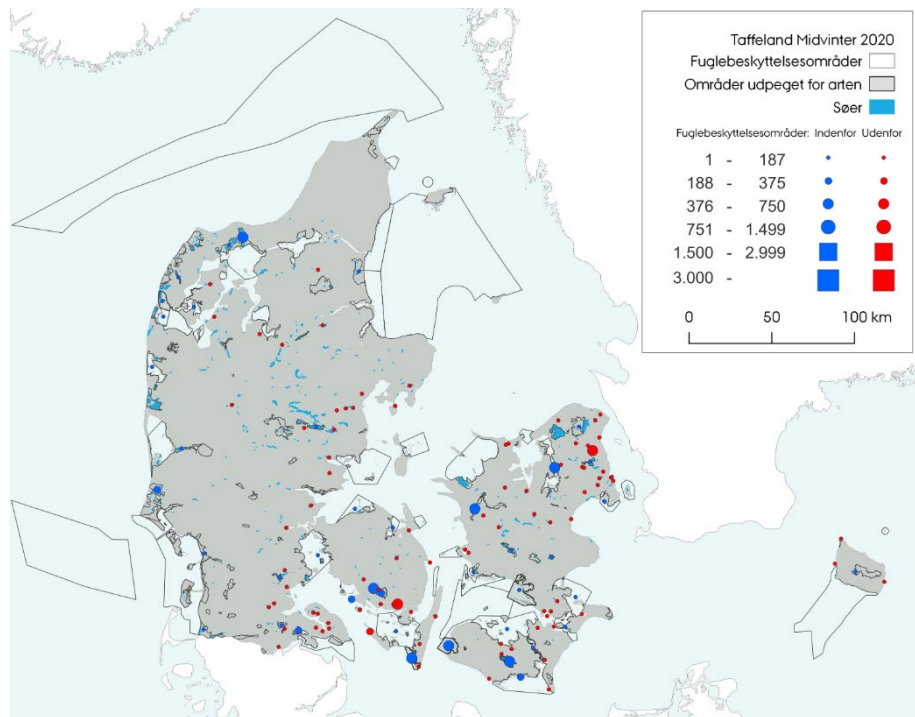 Taffeland Midvinter 2020
Fuglebeskyttelsesområder
Områder udpeget for arten
Søer
Fuglebeskyttelsesområder: Indenfor Udenfor
1 - 187
188 - 375
376 - 750
751 - 1.499
1.500 - 2.999
3.000 -
0 50 100 km